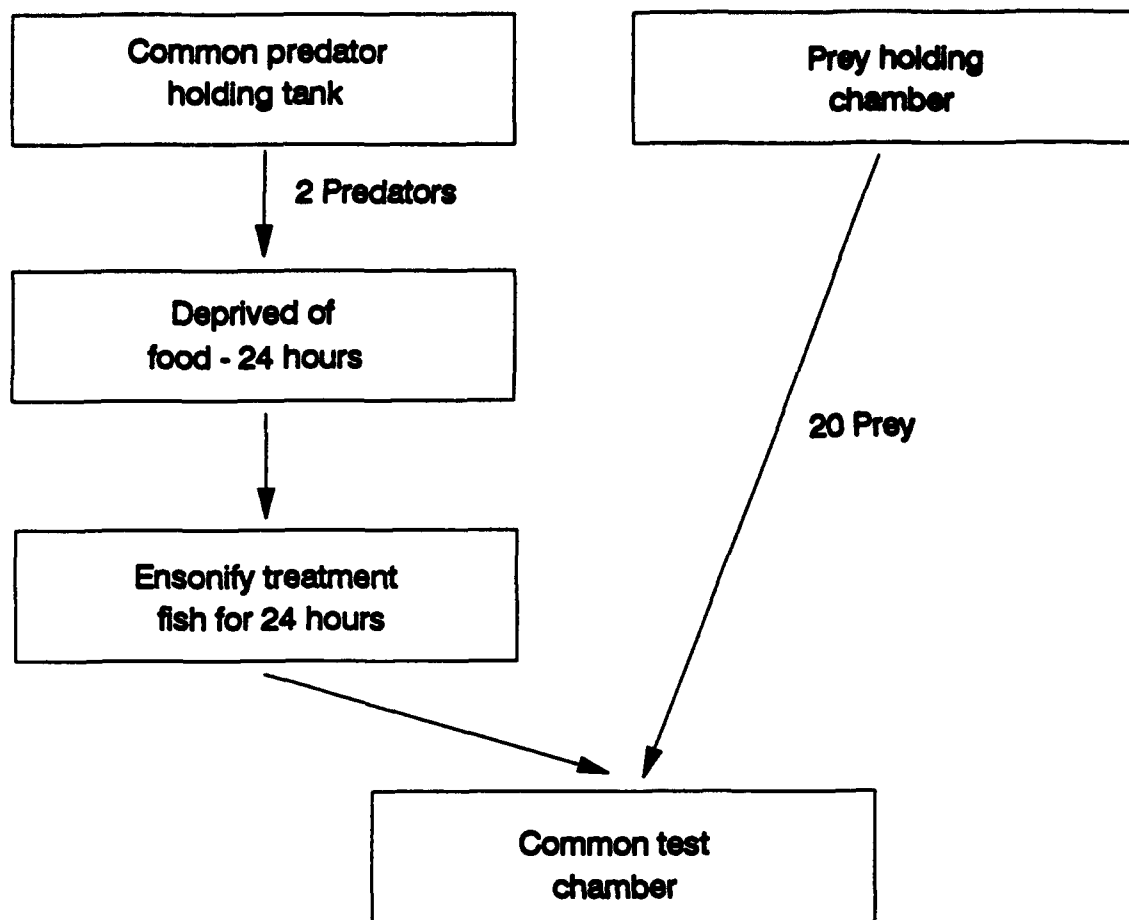 Common predator
holding tank
Prey holding
chamber
2 Predators
Deprived of
food - 24 hours
20 Prey
Ensonify treatment
fish for 24 hours
Common test
chamber